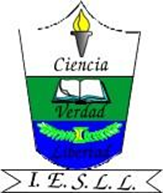 Ciencia
Verdad
Libertad
I. E. S. L. L.